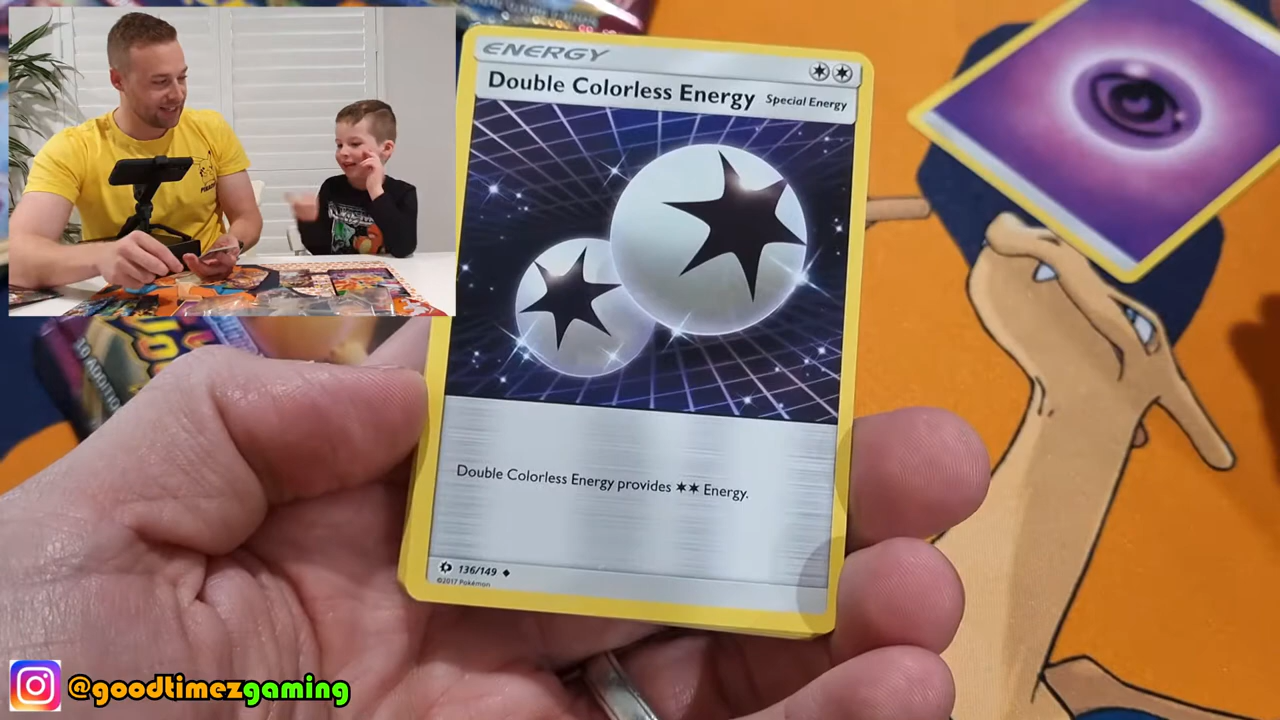 ENERGY
Double Colorless Energy Special Energy
Double Colorless Energy provides ✶✶ Energy.
136/149 ◆
©2017 Pokémon
@goodtimezgaming